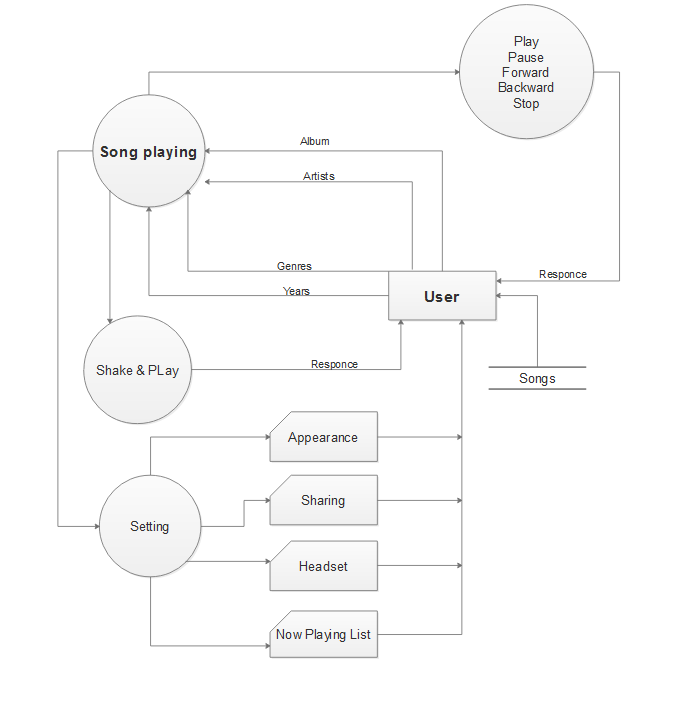 Play
Pause
Forward
Backward
Stop
Song playing
Album
Artists
Genres
Responce
Years
User
Shake & PLay
Responce
Songs
Appearance
Sharing
Setting
Headset
Now Playing List